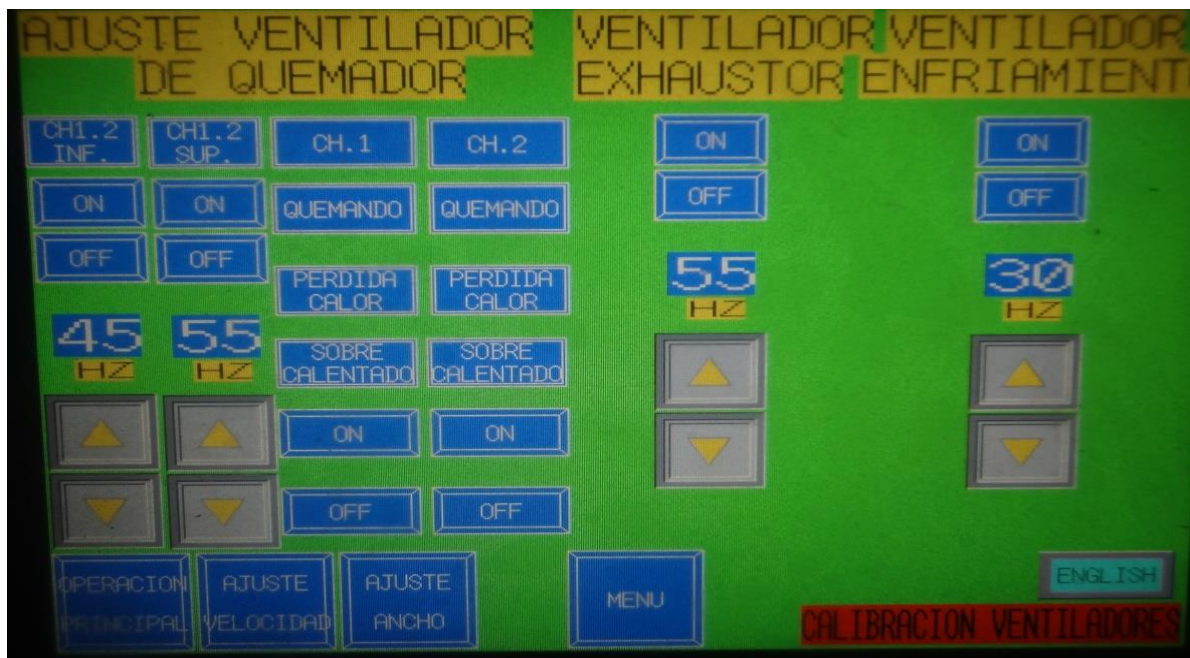 AJUSTE VENTILADOR
DE QUEMADOR
VENTILADOR
EXHAUSTOR
VENTILADOR
ENFRIAMIENT
CH1.2
INF.
CH1.2
SUP.
CH.1
CH.2
ON
ON
QUEMANDO
QUEMANDO
OFF
OFF
PERDIDA
CALOR
PERDIDA
CALOR
45
HZ
55
HZ
SOBRE
CALENTADO
SOBRE
CALENTADO
ON
ON
OFF
OFF
ON
OFF
55
HZ
ON
OFF
30
HZ
OPERACION
PRINCIPAL
AJUSTE
VELOCIDAD
AJUSTE
ANCHO
MENU
ENGLISH
CALIBRACION VENTILADORES